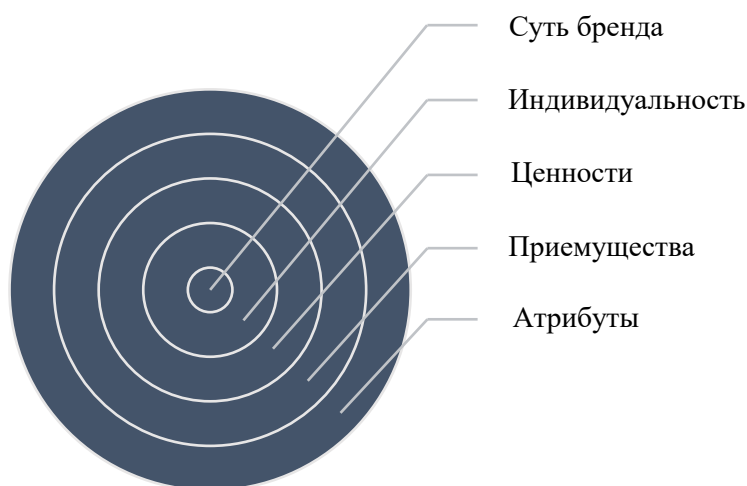 Суть бренда
Индивидуальность
Ценности
Приемущества
Атрибуты